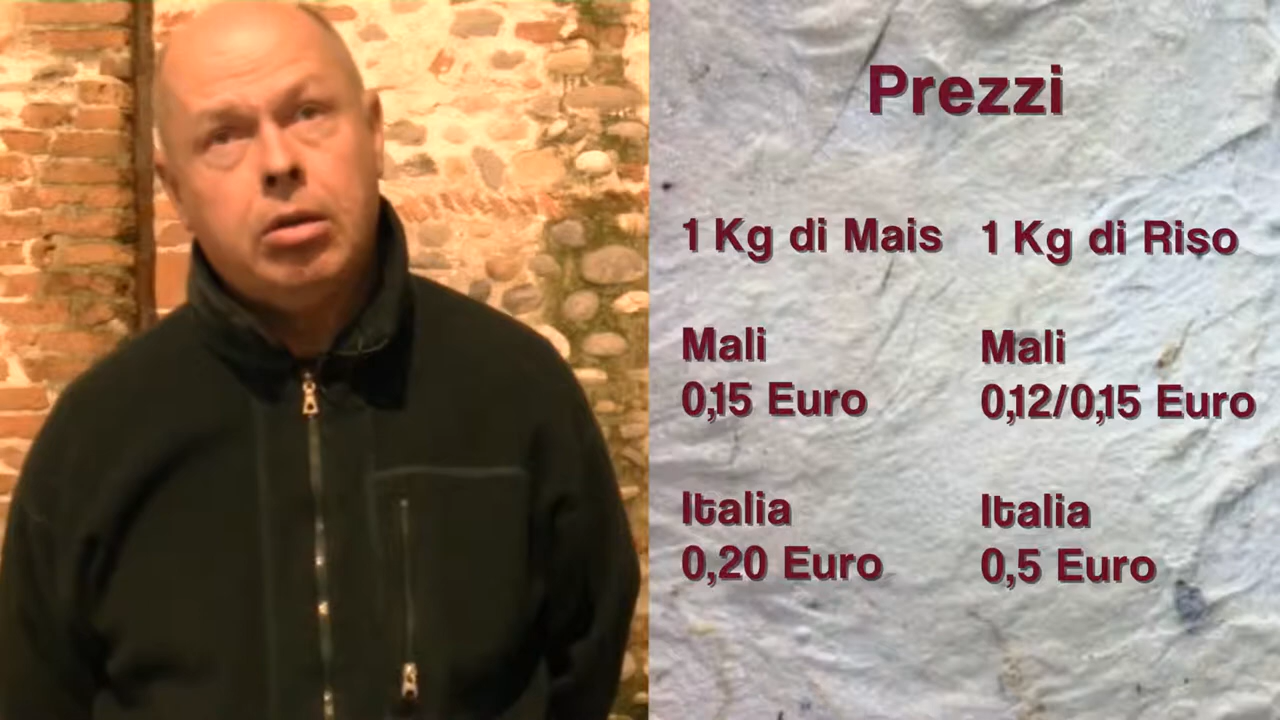 Prezzi
1 Kg di Mais
Mali
0,15 Euro
Italia
0,20 Euro
1 Kg di Riso
Mali
0,12/0,15 Euro
Italia
0,5 Euro